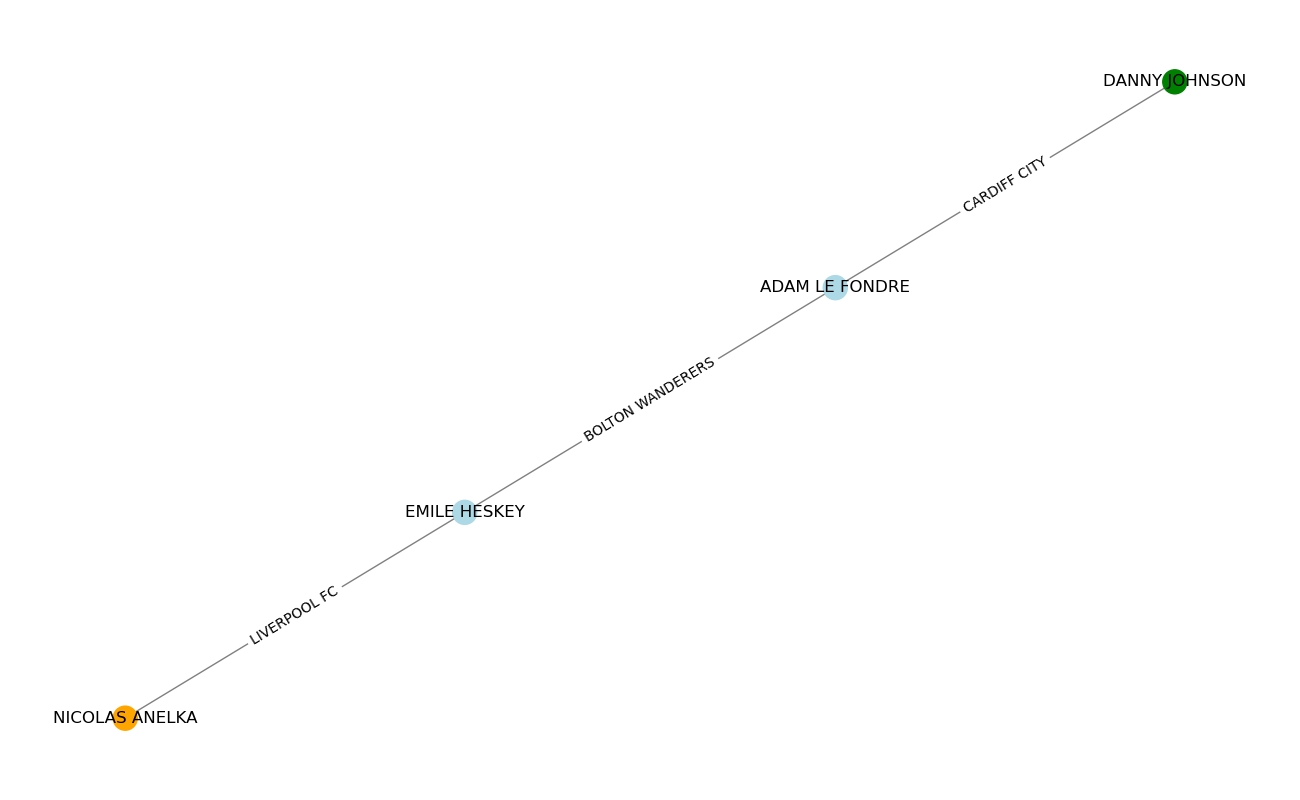 DANNY JOHNSON
CARDIFF CITY
ADAM LE FONDRE
BOLTON WANDERERS
EMILE HESKEY
LIVERPOOL FC
NICOLAS ANELKA